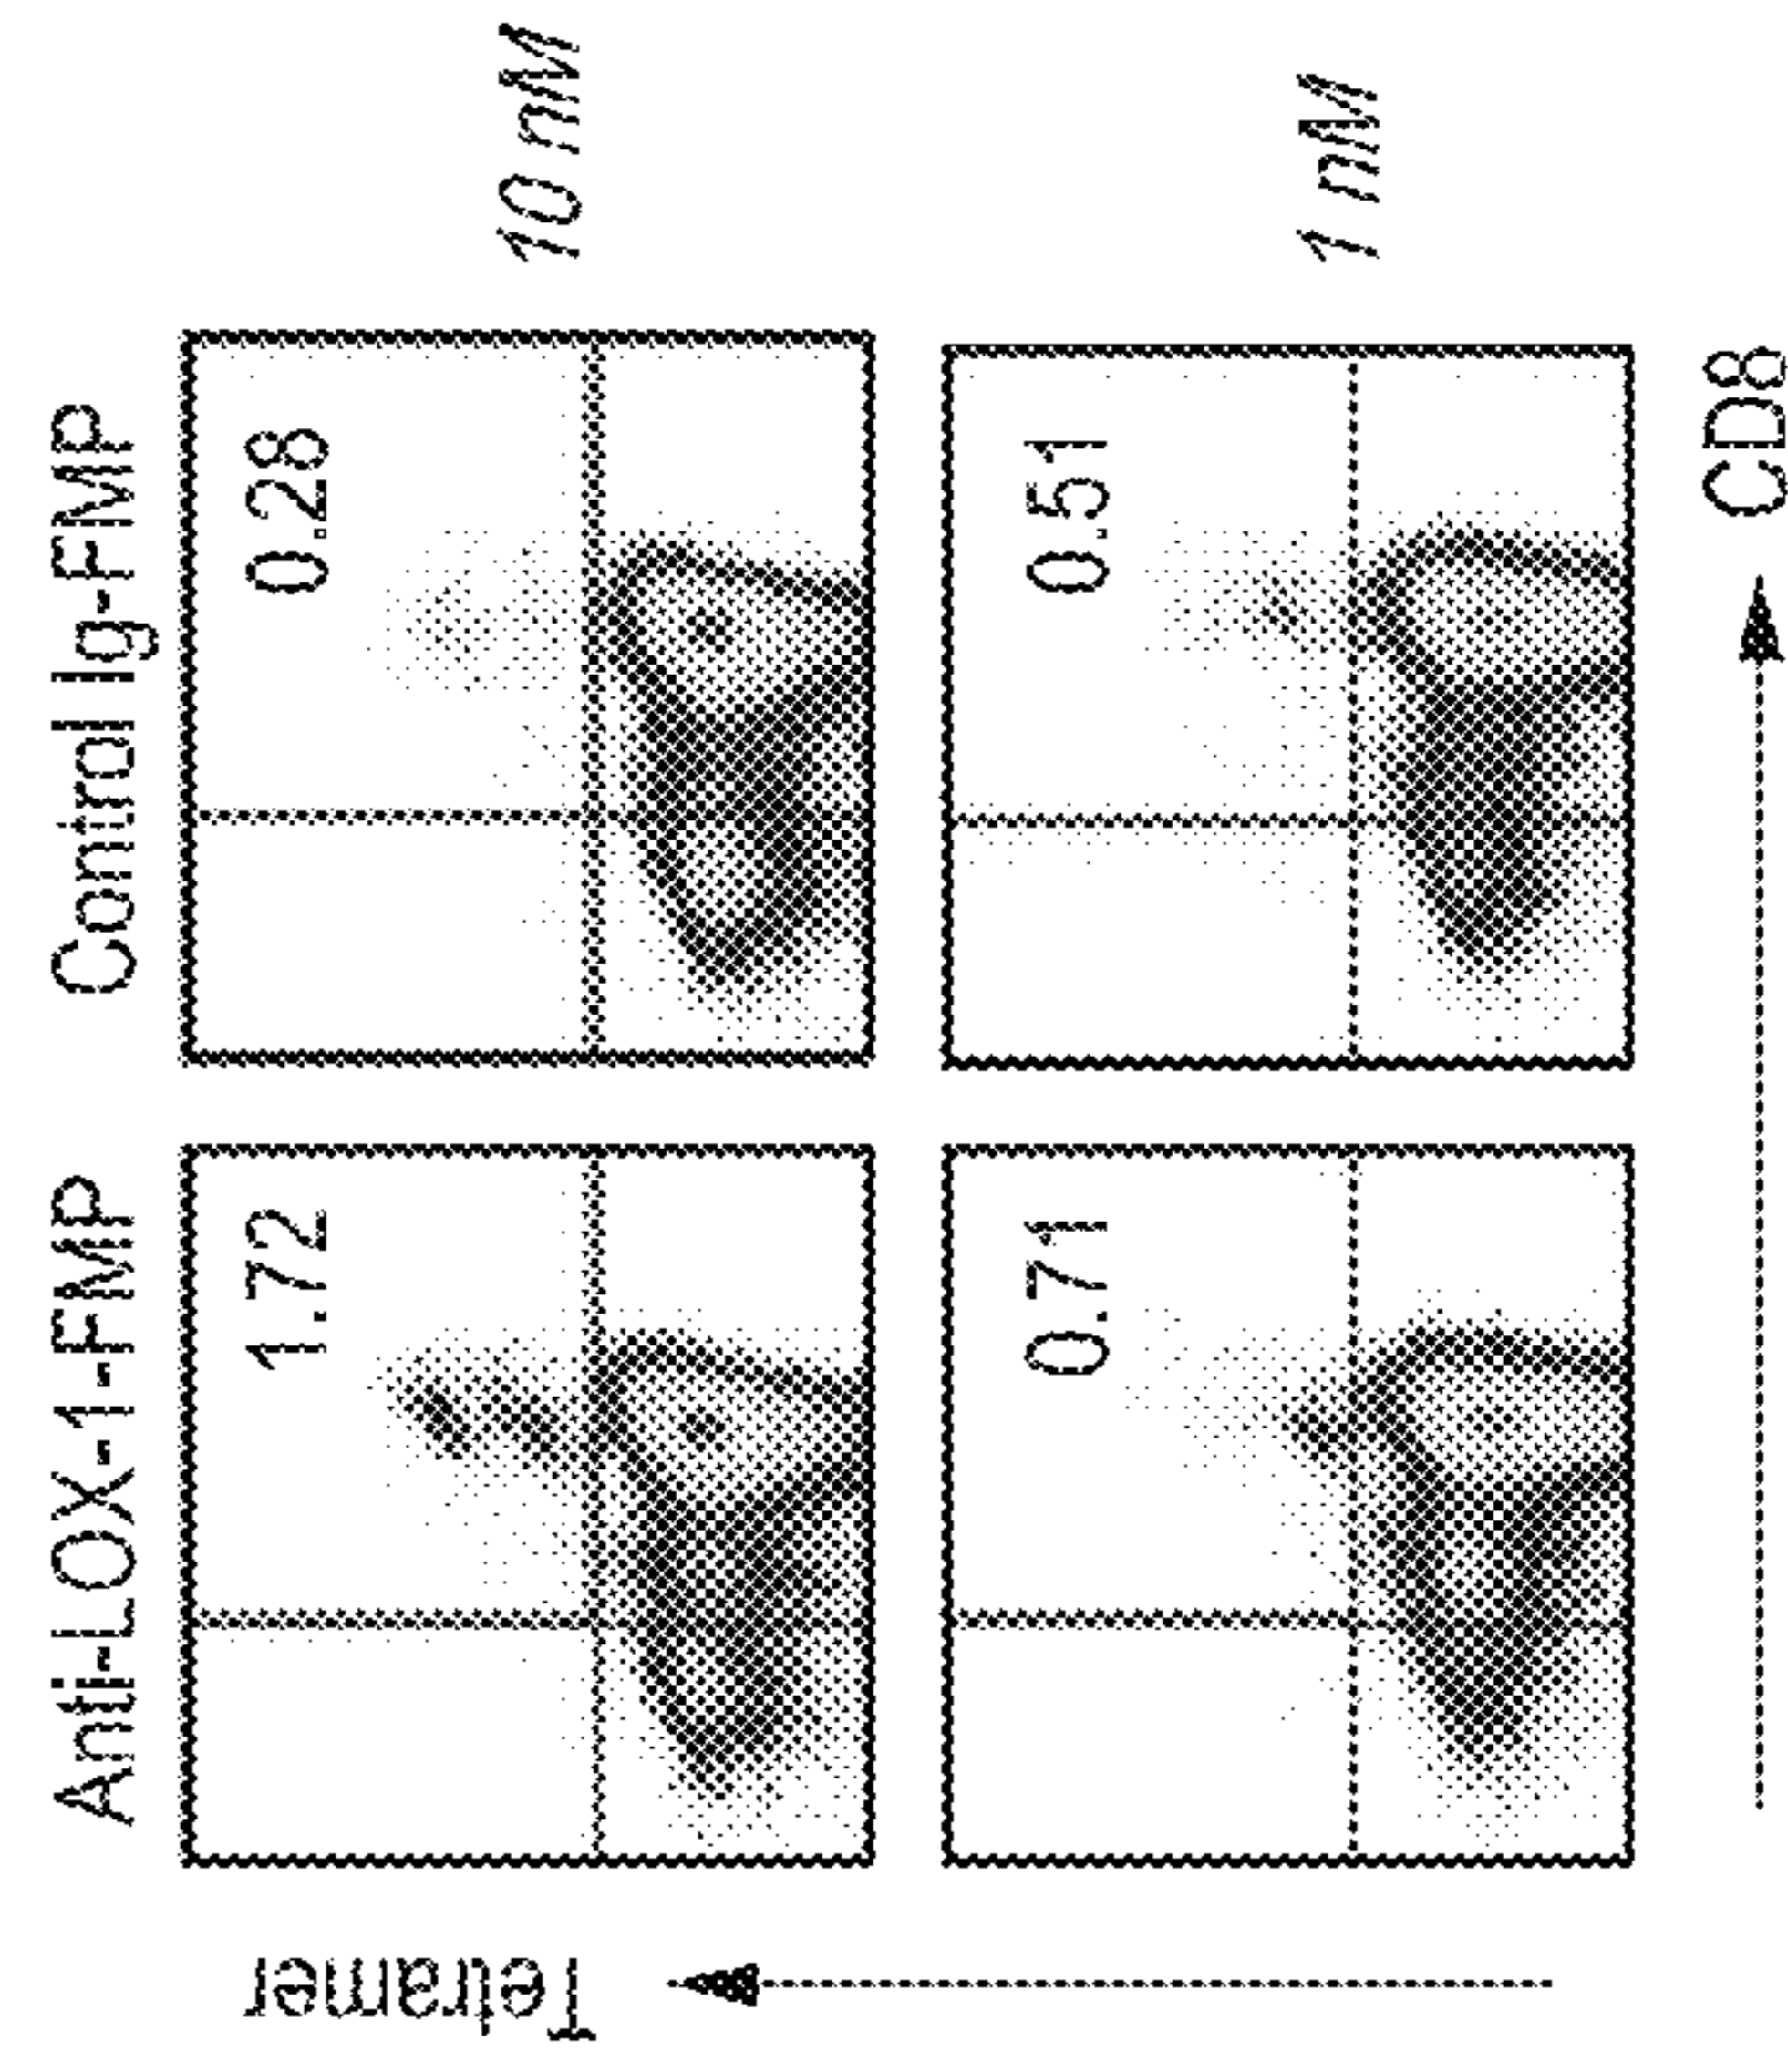 Anti-LOX-1-FMP Control Ig-FMP
1.72 0.28 10 nM
0.71 0.51 1 nM
Tetramer
CD8